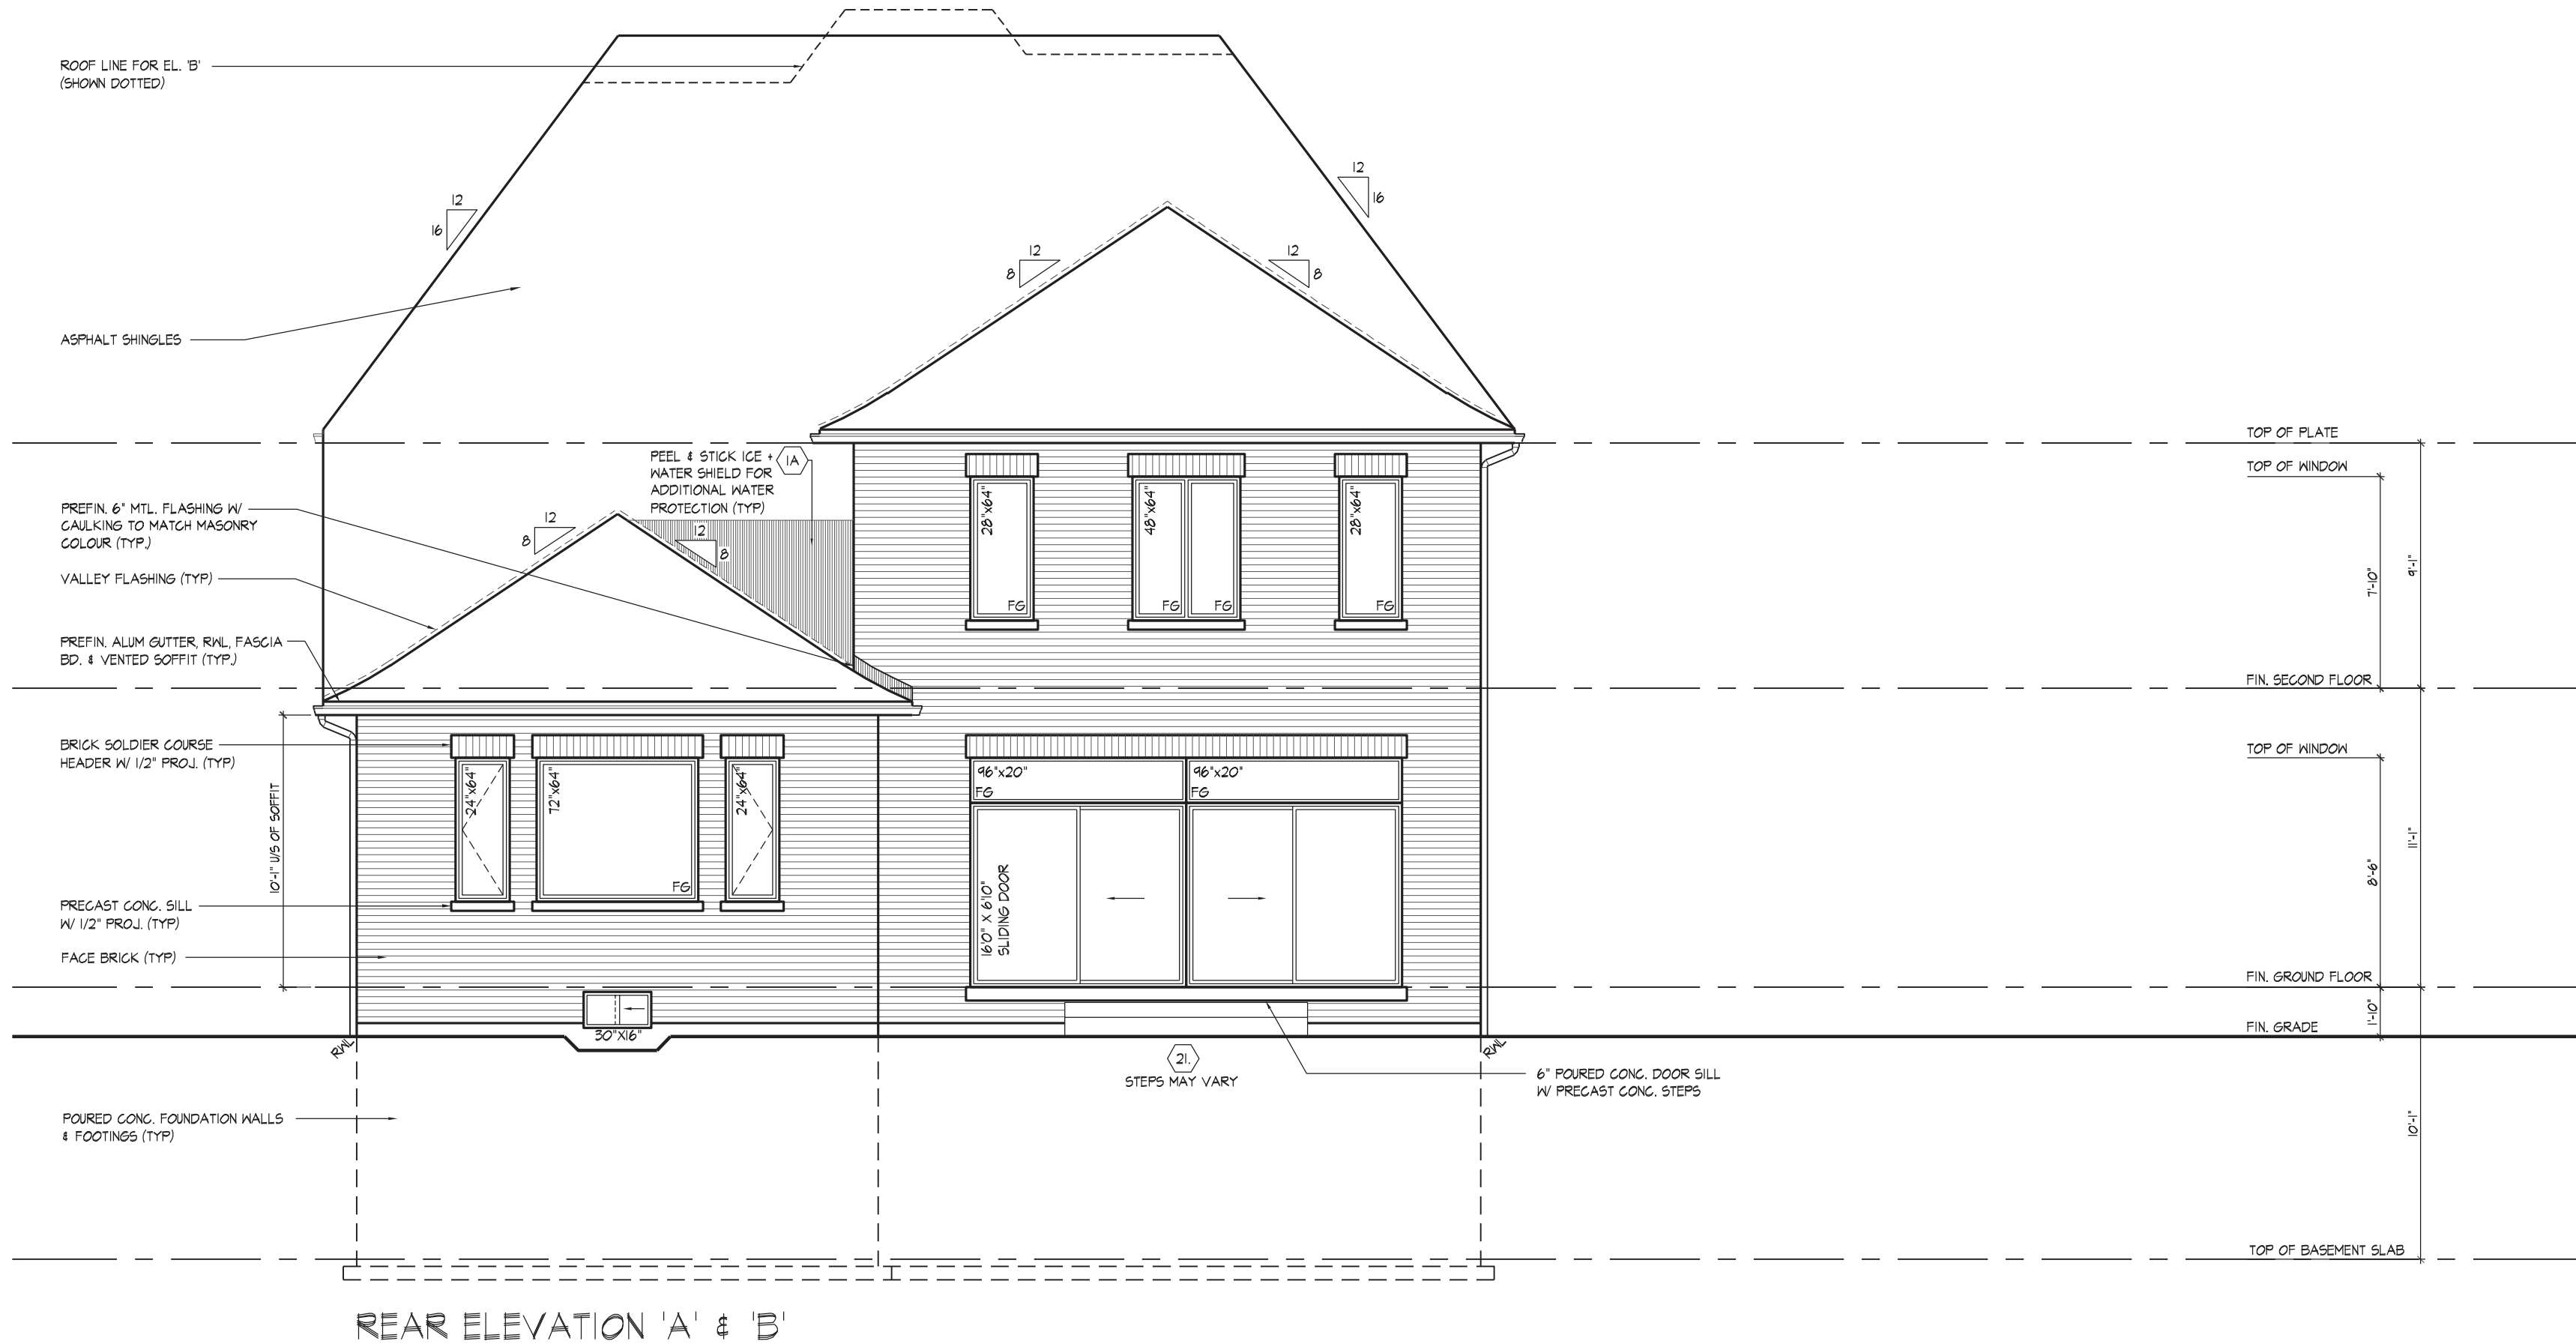 ROOF LINE FOR EL. 'B'
(SHOWN DOTTED)
12
16
12
16
12
8
12
8
ASPHALT SHINGLES
TOP OF PLATE
PEEL & STICK ICE +
WATER SHIELD FOR
ADDITIONAL WATER
PROTECTION (TYP)
1A
TOP OF WINDOW
PREFIN. 6" MTL. FLASHING W/
CAULKING TO MATCH MASONRY
COLOUR (TYP.)
12
8
12
8
28"x64"
FG
48"x64"
FG
FG
28"x64"
FG
7'-10"
9'-1"
VALLEY FLASHING (TYP)
PREFIN. ALUM GUTTER, RWL, FASCIA
BD. & VENTED SOFFIT (TYP.)
FIN. SECOND FLOOR
BRICK SOLDIER COURSE
HEADER W/ 1/2" PROJ. (TYP)
TOP OF WINDOW
10'-1" U/S OF SOFFIT
24"x64"
72"x64"
FG
24"x64"
96"x20"
FG
96"x20"
FG
16'0" X 6'10"
SLIDING DOOR
8'-6"
11'-1"
PRECAST CONC. SILL
W/ 1/2" PROJ. (TYP)
FACE BRICK (TYP)
FIN. GROUND FLOOR
1'-10"
FIN. GRADE
30"X16"
RWL
RWL
21.
STEPS MAY VARY
6" POURED CONC. DOOR SILL
W/ PRECAST CONC. STEPS
POURED CONC. FOUNDATION WALLS
& FOOTINGS (TYP)
10'-1"
TOP OF BASEMENT SLAB
REAR ELEVATION 'A' & 'B'